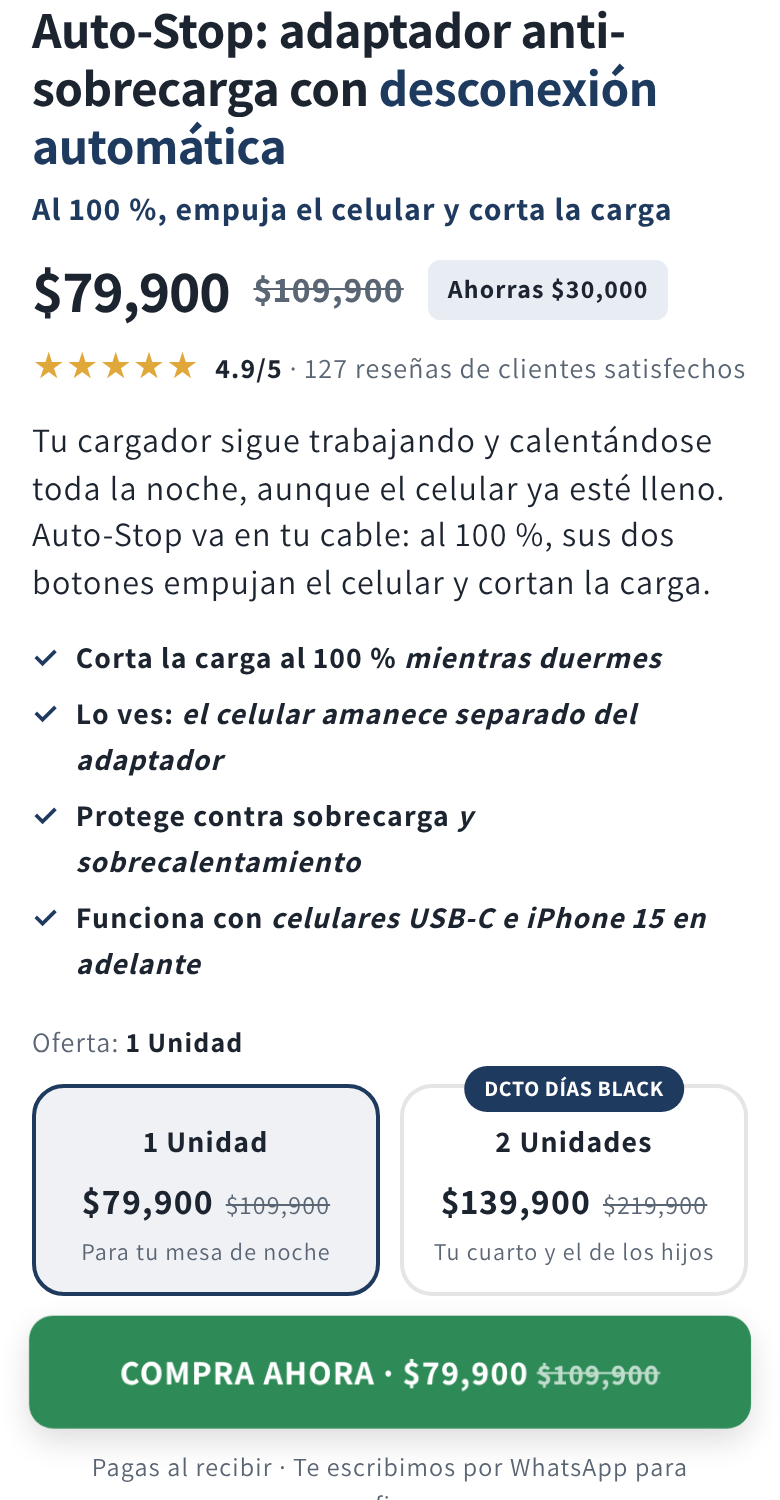 Auto-Stop: adaptador anti-
sobrecarga con desconexión
automática
Al 100 %, empuja el celular y corta la carga
$79,900 $109,900 Ahorras $30,000
★★★★★ 4.9/5 · 127 reseñas de clientes satisfechos
Tu cargador sigue trabajando y calentándose
toda la noche, aunque el celular ya esté lleno.
Auto-Stop va en tu cable: al 100 %, sus dos
botones empujan el celular y cortan la carga.
✓ Corta la carga al 100 % mientras duermes
✓ Lo ves: el celular amanece separado del
adaptador
✓ Protege contra sobrecarga y
sobrecalentamiento
✓ Funciona con celulares USB-C e iPhone 15 en
adelante
Oferta: 1 Unidad
1 Unidad
$79,900 $109,900
Para tu mesa de noche
DCTO DÍAS BLACK
2 Unidades
$139,900 $219,900
Tu cuarto y el de los hijos
COMPRA AHORA · $79,900 $109,900
Pagas al recibir · Te escribimos por WhatsApp para